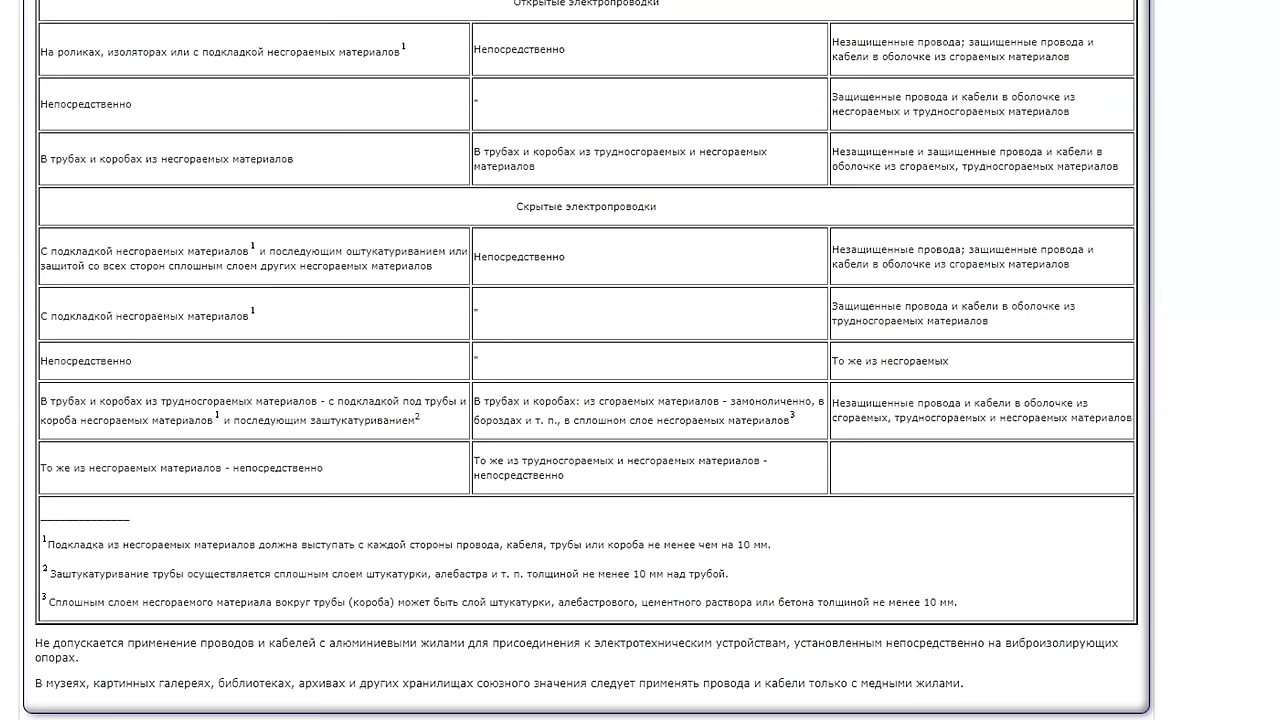 Открытые электропроводки
На роликах, изоляторах или с подкладкой несгораемых материалов1
Непосредственно
Незащищенные провода; защищенные провода и
кабели в оболочке из сгораемых материалов
Непосредственно
"
Защищенные провода и кабели в оболочке из
несгораемых и трудносгораемых материалов
В трубах и коробах из несгораемых материалов
В трубах и коробах из трудносгораемых и несгораемых
материалов
Незащищенные и защищенные провода и кабели в
оболочке из сгораемых, трудносгораемых материалов
Скрытые электропроводки
С подкладкой несгораемых материалов1 и последующим оштукатуриванием или
защитой со всех сторон сплошным слоем других несгораемых материалов
Непосредственно
Незащищенные провода; защищенные провода и
кабели в оболочке из сгораемых материалов
С подкладкой несгораемых материалов1
"
Защищенные провода и кабели в оболочке из
трудносгораемых материалов
Непосредственно
"
То же из несгораемых
В трубах и коробах из трудносгораемых материалов - с подкладкой под трубы и
короба несгораемых материалов1 и последующим заштукатуриванием2
В трубах и коробах: из сгораемых материалов - замоноличенно, в
бороздах и т. п., в сплошном слое несгораемых материалов3
Незащищенные провода и кабели в оболочке из
сгораемых, трудносгораемых и несгораемых материалов
То же из несгораемых материалов - непосредственно
То же из трудносгораемых и несгораемых материалов -
непосредственно
_______________
1Подкладка из несгораемых материалов должна выступать с каждой стороны провода, кабеля, трубы или короба не менее чем на 10 мм.
2 Заштукатуривание трубы осуществляется сплошным слоем штукатурки, алебастра и т. п. толщиной не менее 10 мм над трубой.
3 Сплошным слоем несгораемого материала вокруг трубы (короба) может быть слой штукатурки, алебастрового, цементного раствора или бетона толщиной не менее 10 мм.
Не допускается применение проводов и кабелей с алюминиевыми жилами для присоединения к электротехническим устройствам, установленным непосредственно на виброизолирующих
опорах.
В музеях, картинных галереях, библиотеках, архивах и других хранилищах союзного значения следует применять провода и кабели только с медными жилами.